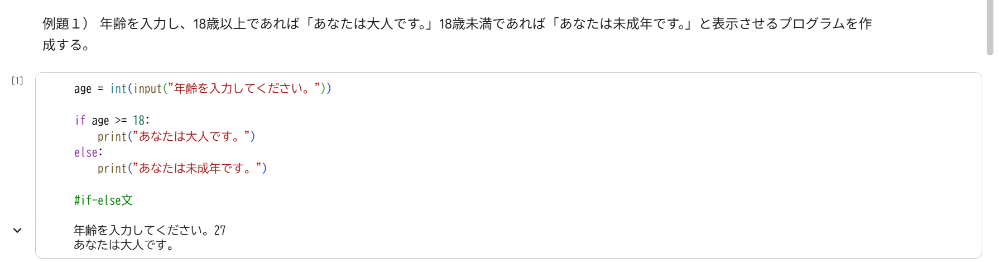 例題１） 年齢を入力し、18歳以上であれば「あなたは大人です。」18歳未満であれば「あなたは未成年です。」と表示させるプログラムを作
成する。
[1]
age = int(input("年齢を入力してください。"))
if age >= 18:
    print("あなたは大人です。")
else:
    print("あなたは未成年です。")
#if-else文
年齢を入力してください。27
あなたは大人です。